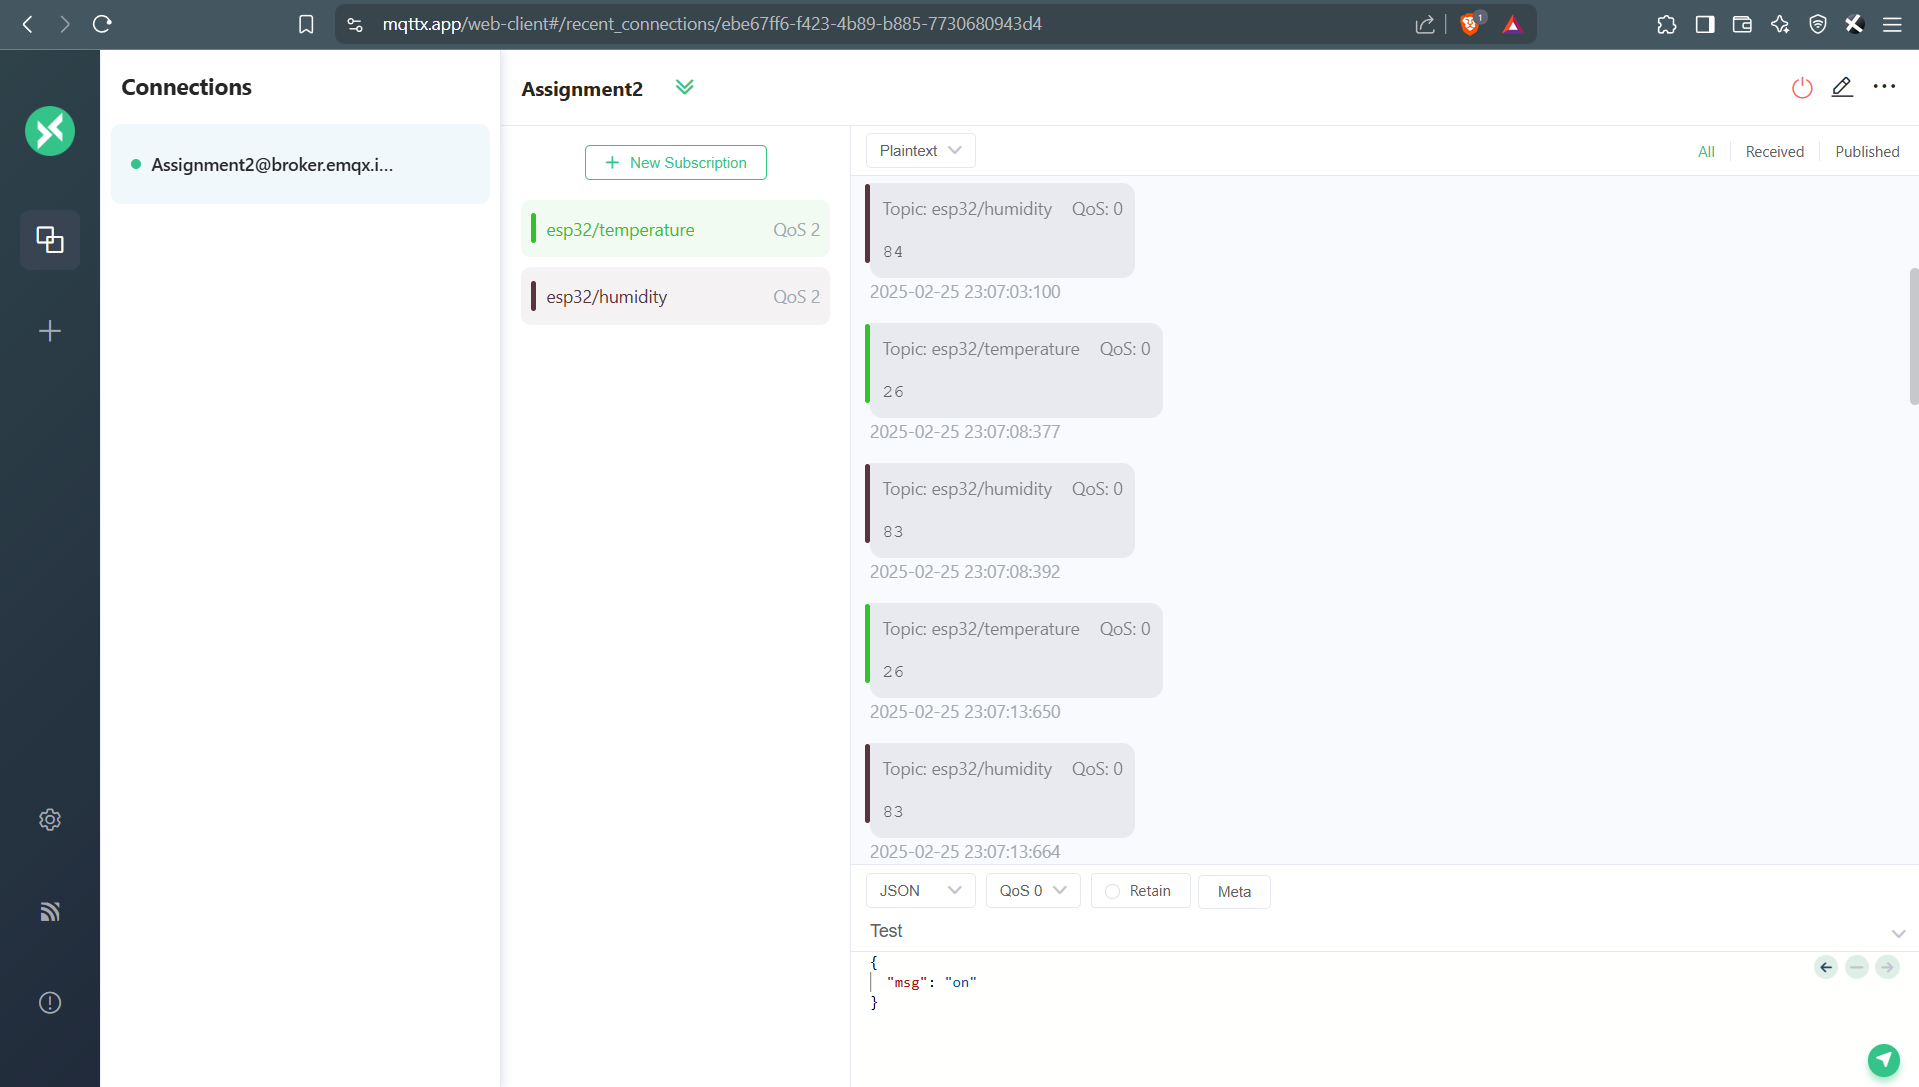 mqttx.app/web-client#/recent_connections/ebe67ff6-f423-4b89-b885-7730680943d4
1
Connections
Assignment2@broker.emqx.i...
Assignment2
New Subscription
esp32/temperature QoS 2
esp32/humidity QoS 2
Plaintext
All Received Published
Topic: esp32/humidity QoS: 0
84
2025-02-25 23:07:03:100
Topic: esp32/temperature QoS: 0
26
2025-02-25 23:07:08:377
Topic: esp32/humidity QoS: 0
83
2025-02-25 23:07:08:392
Topic: esp32/temperature QoS: 0
26
2025-02-25 23:07:13:650
Topic: esp32/humidity QoS: 0
83
2025-02-25 23:07:13:664
JSON QoS 0 Retain Meta
Test
{
"msg": "on"
}